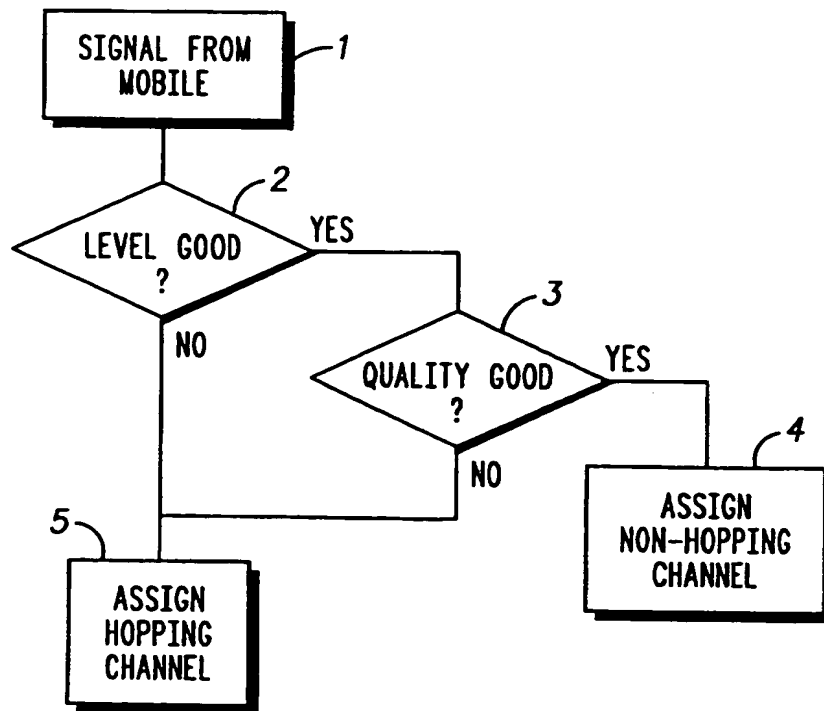 SIGNAL FROM
MOBILE
1
2
LEVEL GOOD
?
YES
NO
3
QUALITY GOOD
?
YES
NO
4
ASSIGN
NON-HOPPING
CHANNEL
5
ASSIGN
HOPPING
CHANNEL